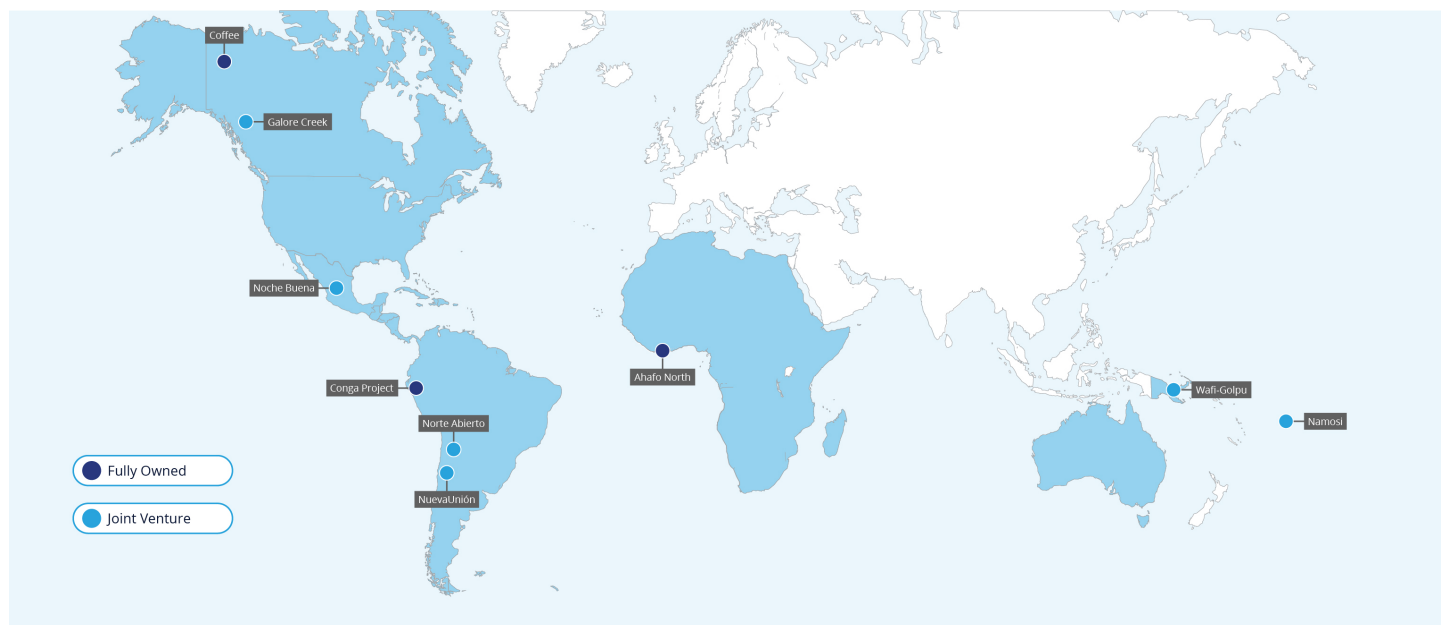 Coffee
Galore Creek
Noche Buena
Ahafo North
Conga Project
Wafi-Golpu
Norte Abierto
Namosi
NuevaUnión
Fully Owned
Joint Venture